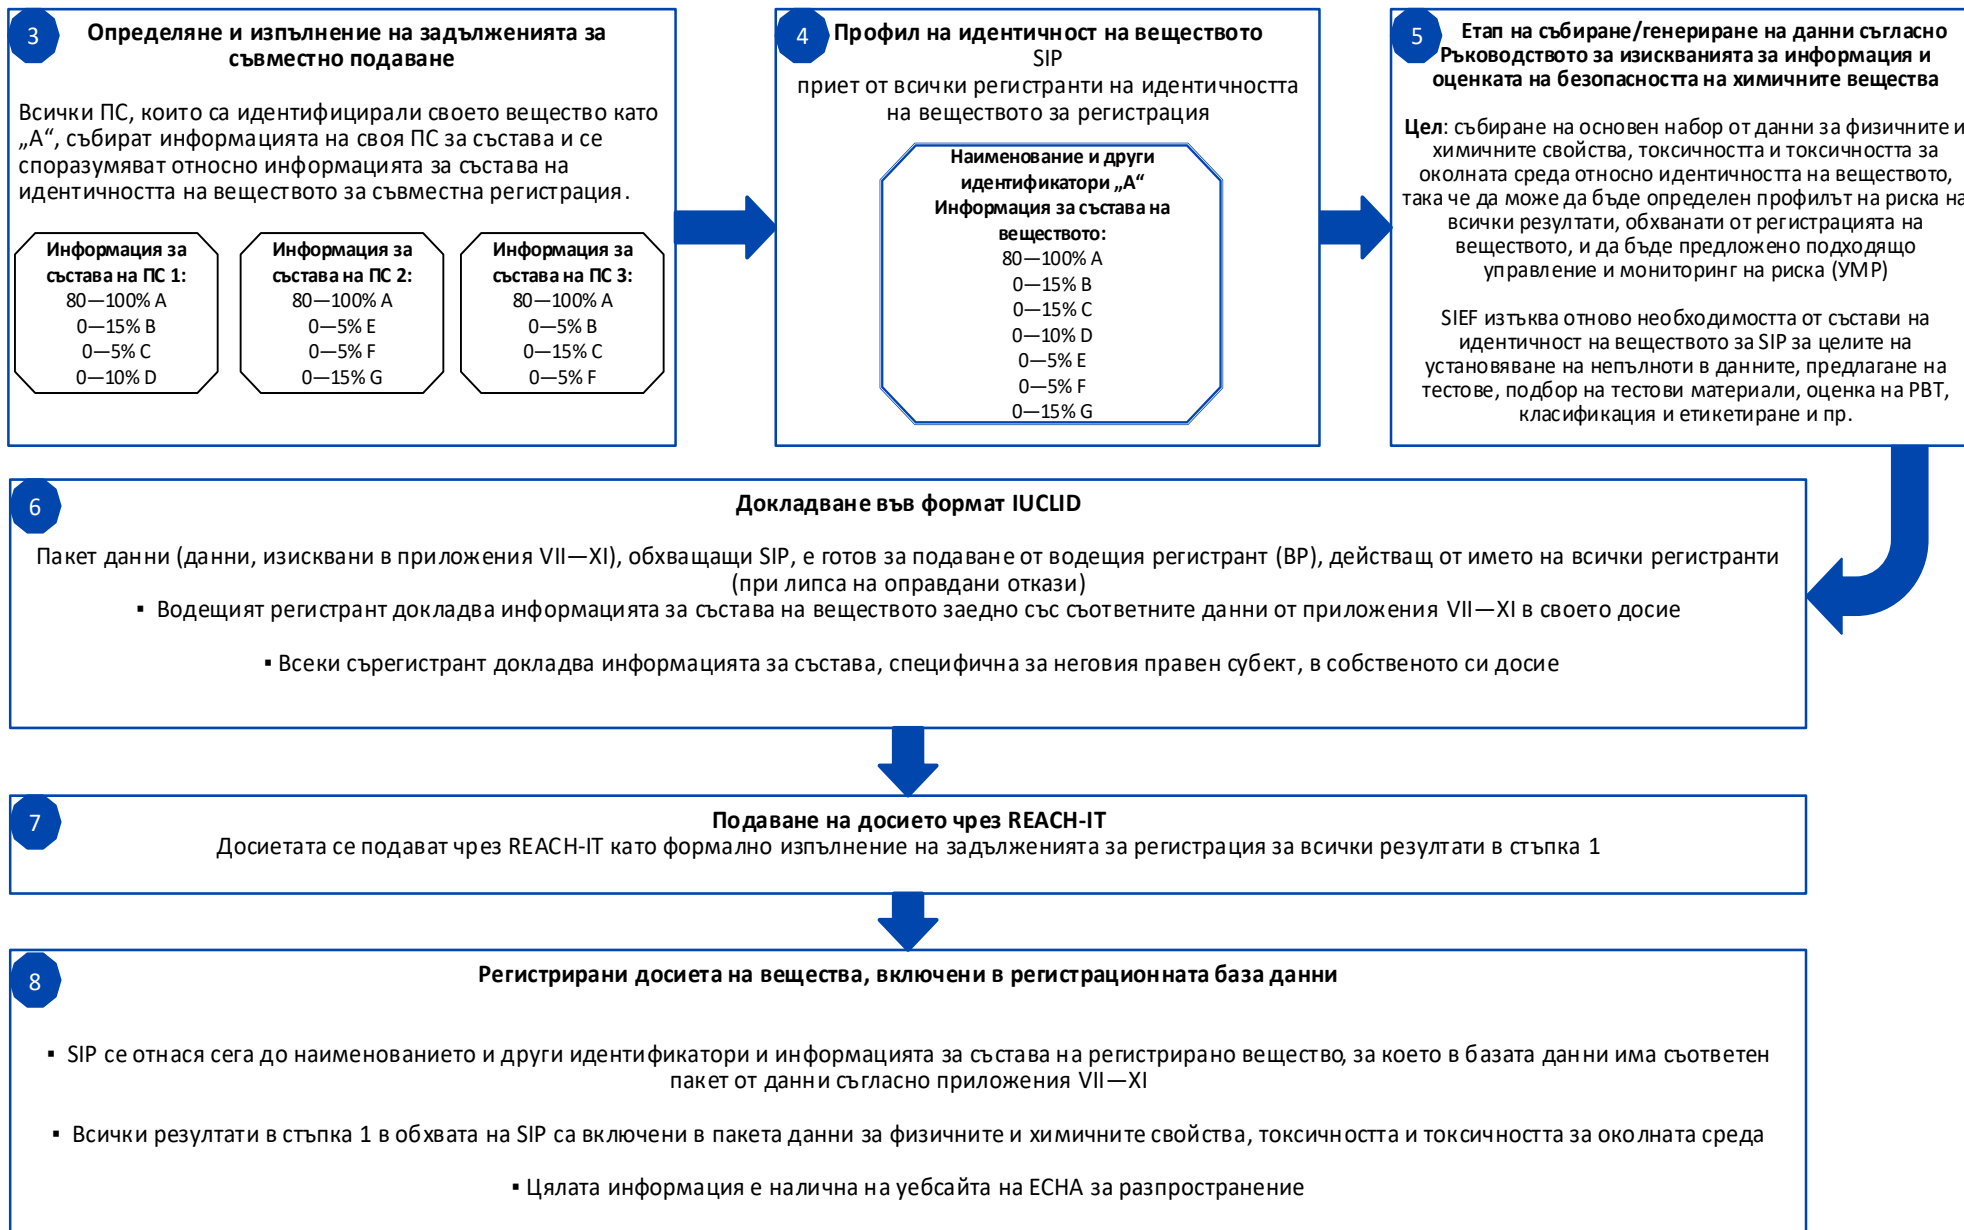 3
Определяне и изпълнение на задълженията за
съвместно подаване
Всички ПС, които са идентифицирали своето вещество като
„А“, събират информацията на своя ПС за състава и се
споразумяват относно информацията за състава на
идентичността на веществото за съвместна регистрация.
Информация за
състава на ПС 1:
80—100% A
0—15% B
0—5% C
0—10% D
Информация за
състава на ПС 2:
80—100% A
0—5% E
0—5% F
0—15% G
Информация за
състава на ПС 3:
80—100% A
0—5% B
0—15% C
0—5% F
4
Профил на идентичност на веществото
SIP
приет от всички регистранти на идентичността
на веществото за регистрация
Наименование и други
идентификатори „А“
Информация за състава на
веществото:
80—100% A
0—15% B
0—15% C
0—10% D
0—5% E
0—5% F
0—15% G
5
Етап на събиране/генериране на данни съгласно
Ръководството за изискванията за информация и
оценката на безопасността на химичните вещества
Цел: събиране на основен набор от данни за физичните и
химичните свойства, токсичността и токсичността за
околната среда относно идентичността на веществото,
така че да може да бъде определен профилът на риска на
всички резултати, обхванати от регистрацията на
веществото, и да бъде предложено подходящо
управление и мониторинг на риска (УМР)
SIEF изтъква отново необходимостта от състави на
идентичност на веществото за SIP за целите на
установяване на непълноти в данните, предлагане на
тестове, подбор на тестови материали, оценка на PBT,
класификация и етикетиране и пр.
6
Докладване във формат IUCLID
Пакет данни (данни, изисквани в приложения VII—XI), обхващащи SIP, е готов за подаване от водещия регистрант (ВР), действащ от името на всички регистранти
(при липса на оправдани откази)
▪ Водещият регистрант докладва информацията за състава на веществото заедно със съответните данни от приложения VII—XI в своето досие
▪ Всеки сърегистрант докладва информацията за състава, специфична за неговия правен субект, в собственото си досие
7
Подаване на досието чрез REACH-IT
Досиетата се подават чрез REACH-IT като формално изпълнение на задълженията за регистрация за всички резултати в стъпка 1
8
Регистрирани досиета на вещества, включени в регистрационната база данни
▪ SIP се отнася сега до наименованието и други идентификатори и информацията за състава на регистрирано вещество, за което в базата данни има съответен
пакет от данни съгласно приложения VII—XI
▪ Всички резултати в стъпка 1 в обхвата на SIP са включени в пакета данни за физичните и химичните свойства, токсичността и токсичността за околната среда
▪ Цялата информация е налична на уебсайта на ECHA за разпространение